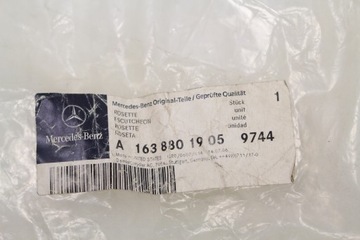 Mercedes-Benz Original-Teile / Geprüfte Qualität
ROSETTE
ESCUTCHEON
ROSETTE
ROSETA
Stück
unit
unité
unidad
1
Mercedes-Benz
A 163 880 19 05 9744